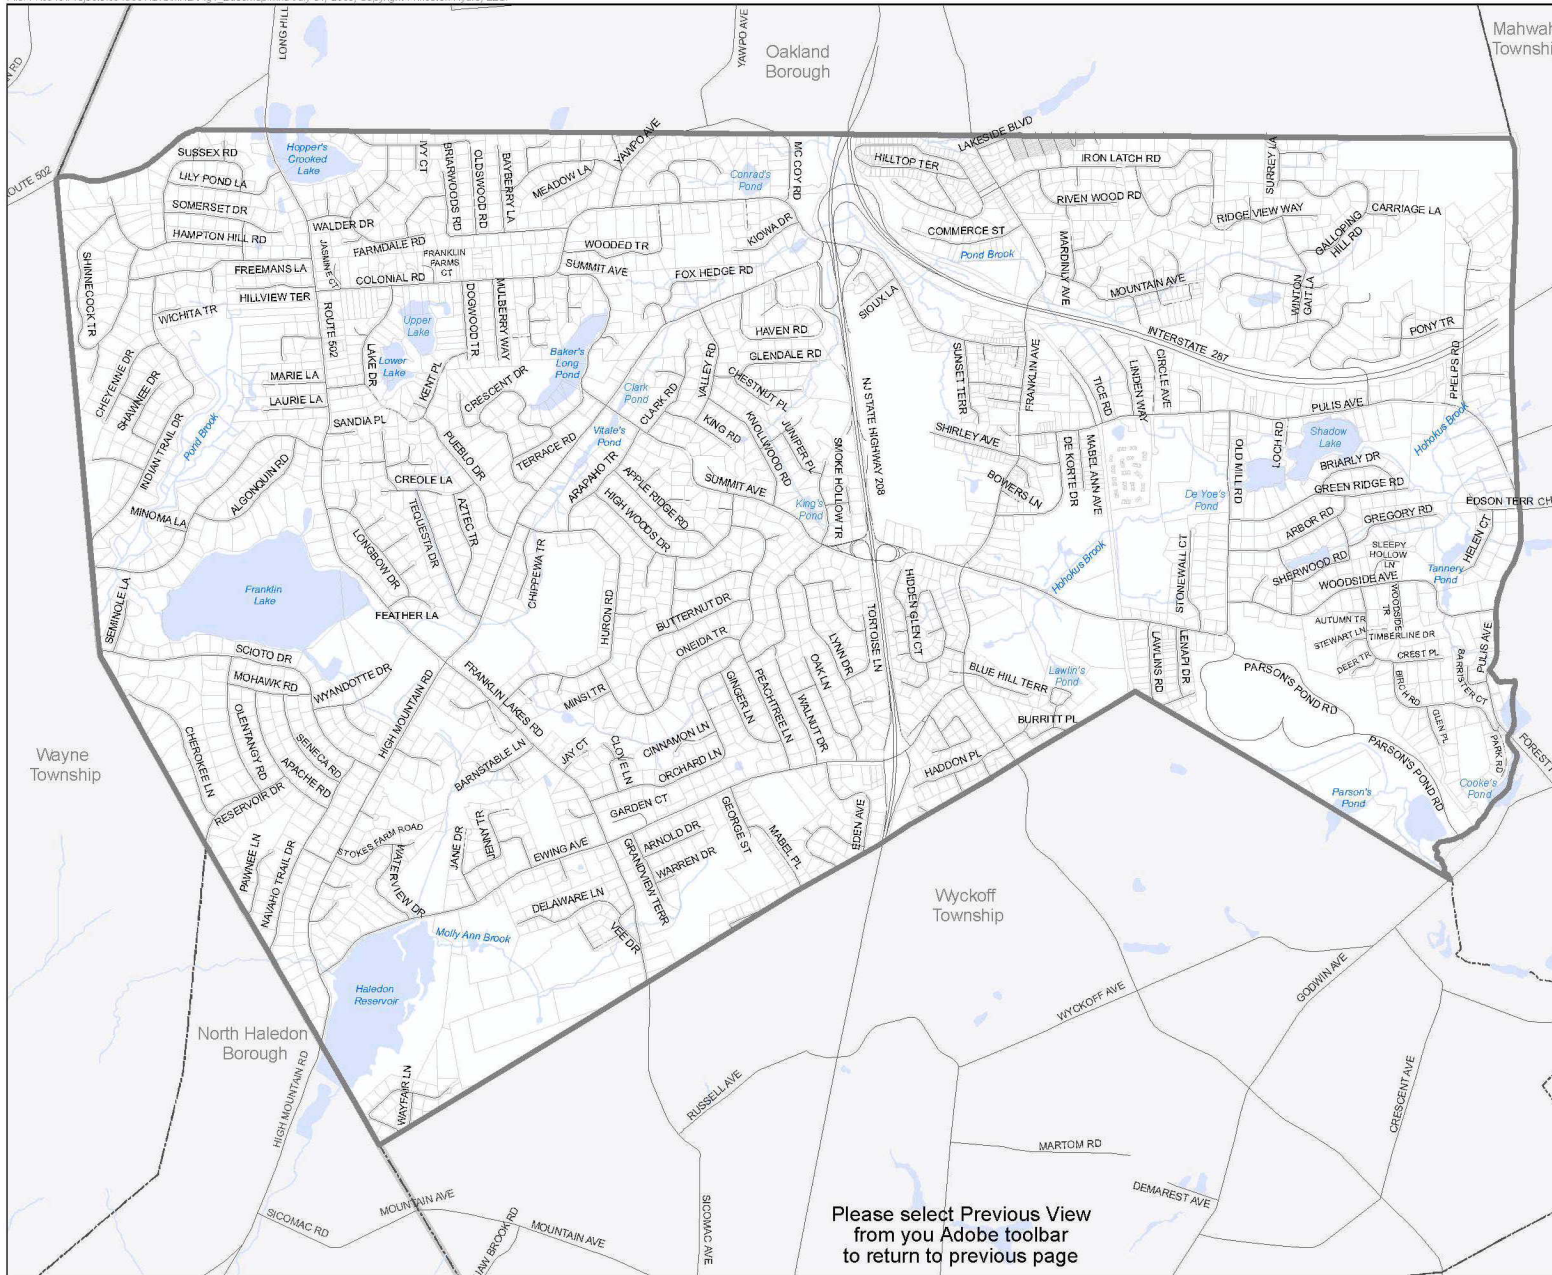 LONG HILL
YAWPO AVE
Oakland
Borough
Mahwah
Townshi
N RD
ROUTE 502
LAKESIDE BLVD
Hopper's
Crooked
Lake
SUSSEX RD
LILY POND LA
SOMERSET DR
HAMPTON HILL RD
FREEMANS LA
HILLVIEW TER
SHINNECOCK TR
WICHITA TR
WALDER DR
JASMINE CT
FARMDALE RD
FRANKLIN
FARMS
CT
COLONIAL RD
IVY CT
BRIARWOODS RD
OLDSWOOD RD
BAYBERRY LA
MEADOW LA
YAWPO AVE
Conrad's
Pond
MC COY RD
KIOWA DR
WOODED TR
SUMMIT AVE
FOX HEDGE RD
HILLTOP TER
COMMERCE ST
Pond Brook
IRON LATCH RD
RIVEN WOOD RD
SURREY LA
RIDGE VIEW WAY
CARRIAGE LA
GALLOPING
HILL RD
MARDINLY AVE
MOUNTAIN AVE
WINTON
GAIT LA
INTERSTATE 287
PONY TR
PHELPS RD
SIOUX LA
HAVEN RD
GLENDALE RD
ROUTE 502
Upper
Lake
Lower
Lake
LAKE DR
DOGWOOD TR
MULBERRY WAY
KENT PL
CRESCENT DR
Baker's
Long
Pond
Clark
Pond
Vitale's
Pond
CLARK RD
VALLEY RD
CHESTNUT PL
KING RD
KNOLLWOOD RD
JUNIPER PL
SMOKE HOLLOW TR
NJ STATE HIGHWAY 208
King's
Pond
SUNSET TERR
FRANKLIN AVE
TICE RD
LINDEN WAY
CIRCLE AVE
SHIRLEY AVE
BOWERS LN
DE KORTE DR
MABEL ANN AVE
PULIS AVE
Shadow
Lake
LOCH RD
OLD MILL RD
Hohokus Brook
BRIARLY DR
GREEN RIDGE RD
De Yoe's
Pond
ARBOR RD
GREGORY RD
EDSON TERR CH
HELEN CT
SLEEPY
HOLLOW
LN
SHERWOOD RD
WOODSIDE AVE
Tannery
Pond
CHEYENNE DR
SHAWNEE DR
INDIAN TRAIL DR
Pond Brook
MARIE LA
LAURIE LA
SANDIA PL
PUEBLO DR
TERRACE RD
ARAPAHO TR
APPLE RIDGE RD
HIGH WOODS DR
SUMMIT AVE
ALGONQUIN RD
MINOMA LA
CREOLE LA
AZTEC TR
TEQUESTA DR
LONGBOW DR
CHIPPEWA TR
FEATHER LA
Franklin
Lake
SEMINOLE LA
SCIOTO DR
MOHAWK RD
WYANDOTTE DR
HURON RD
BUTTERNUT DR
ONEIDA TR
MINSI TR
FRANKLIN LAKES RD
HIGH MOUNTAIN RD
GINGER LN
PEACHTREE LN
OAK LN
LYNN DR
WALNUT DR
TORTOISE LN
HIDDEN GLEN CT
BLUE HILL TERR
Lawlin's
Pond
BURRITT PL
HADDON PL
Hohokus Brook
STONEWALL CT
LAWLINS RD
LENAPI DR
WOODSIDE
TR
AUTUMN TR
STEWART LN
TIMBERLINE DR
DEER TR
CREST PL
BIRCH RD
BARRISTER CT
PULIS AVE
GLEN PL
PARK RD
PARSON'S POND RD
PARSON'S POND RD
Parson's
Pond
Cooke's
Pond
FOREST
Wayne
Township
CHEROKEE LN
OLENTANGY RD
SENECA RD
APACHE RD
RESERVOIR DR
PAWNEE LN
NAVAHO TRAIL DR
BARNSTABLE LN
JAY CT
CLOVE LN
CINNAMON LN
ORCHARD LN
GARDEN CT
STOKES FARM ROAD
WATERVIEW DR
JANE DR
JENNY TR
EWING AVE
GRANDVIEW TERR
ARNOLD DR
WARREN DR
GEORGE ST
MABEL PL
EDEN AVE
DELAWARE LN
VEE DR
Molly Ann Brook
Haledon
Reservoir
Wyckoff
Township
North Haledon
Borough
HIGH MOUNTAIN RD
WAYFAIR LN
RUSSELL AVE
WYCKOFF AVE
GODWIN AVE
CRESCENT AVE
MARTOM RD
DEMAREST AVE
SICOMAC RD
MOUNTAIN AVE
MOUNTAIN AVE
AW BROOK RD
SICOMAC AVE
Please select Previous View
from you Adobe toolbar
to return to previous page